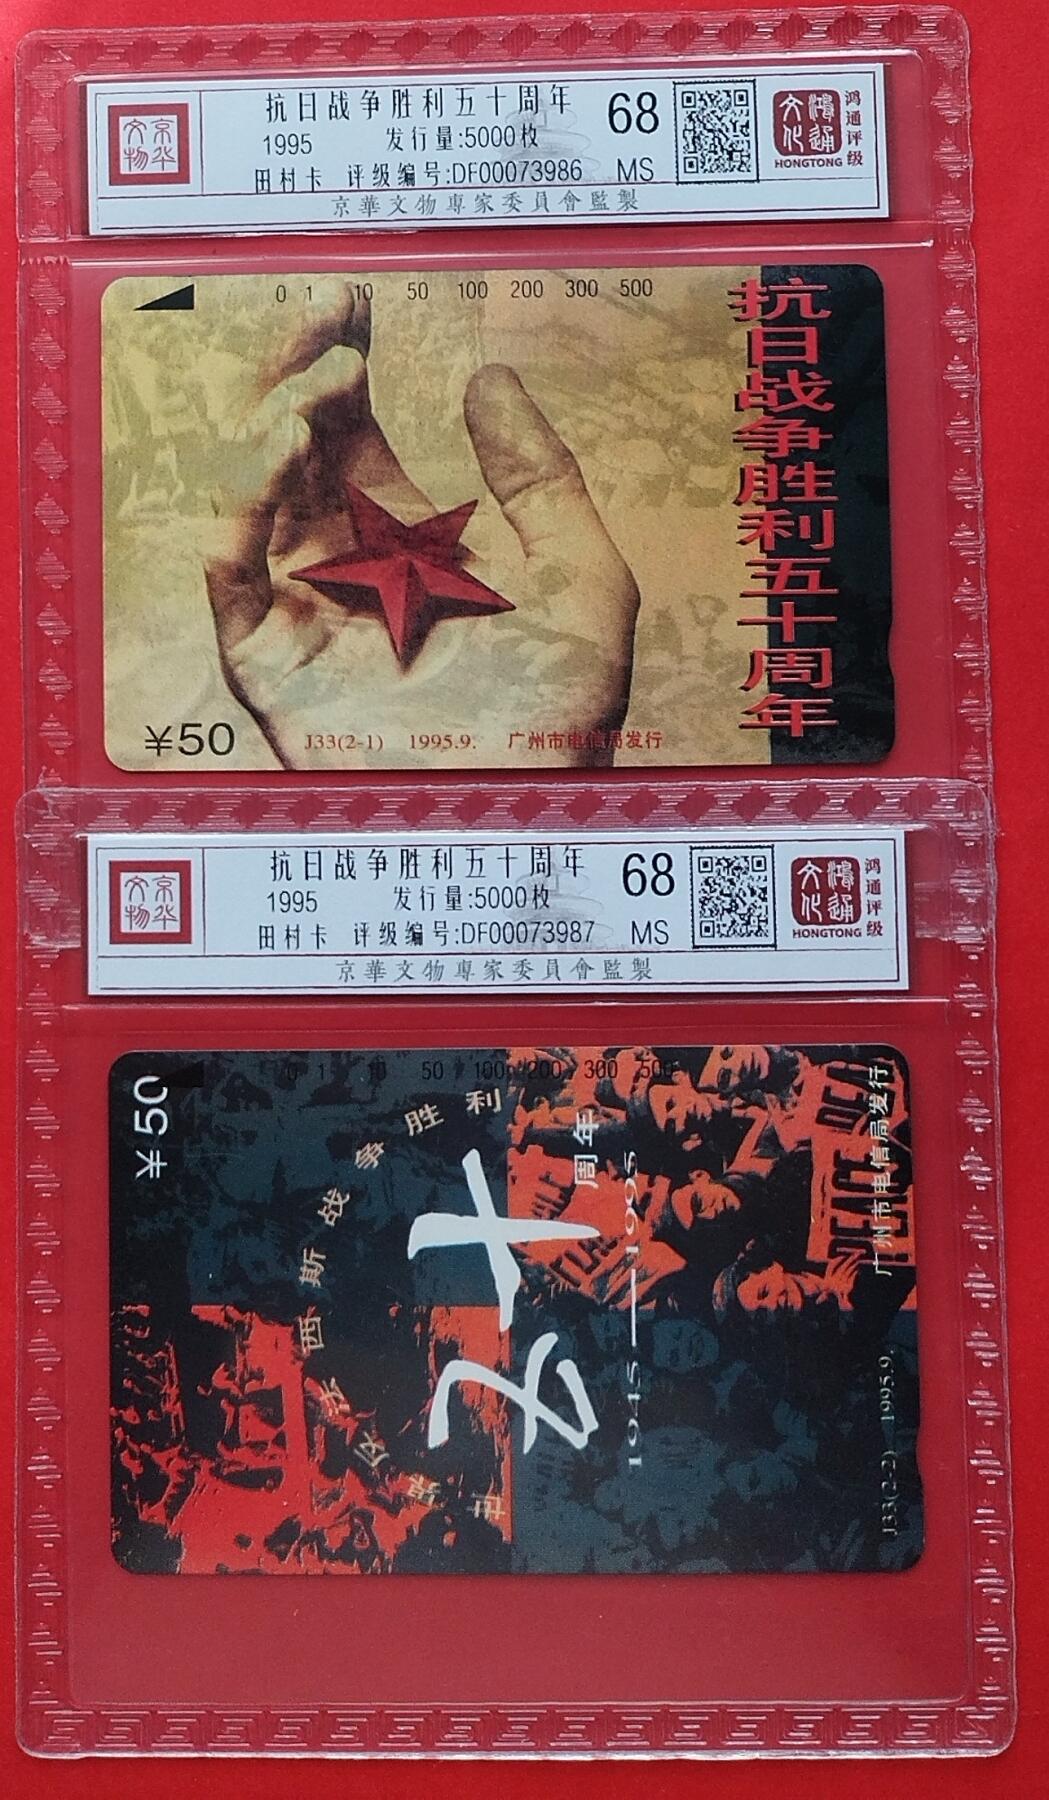 京华文物
抗日战争胜利五十周年
1995 发行量:5000枚
田村卡 评级编号:DF00073986
68
MS
鸿通文化
HONGTONG
鸿通评级
京華文物專家委員會監製
0 1 10 50 100 200 300 500
抗日战争胜利五十周年
¥50
J33(2-1) 1995.9. 广州市电信局发行
京华文物
抗日战争胜利五十周年
1995 发行量:5000枚
田村卡 评级编号:DF00073987
68
MS
鸿通文化
HONGTONG
鸿通评级
京華文物專家委員會監製
0 1 10 50 100 200 300 500
¥50
世界反法西斯战争胜利
五十
周年
1945—1995
J33(2-2) 1995.9. 广州市电信局发行